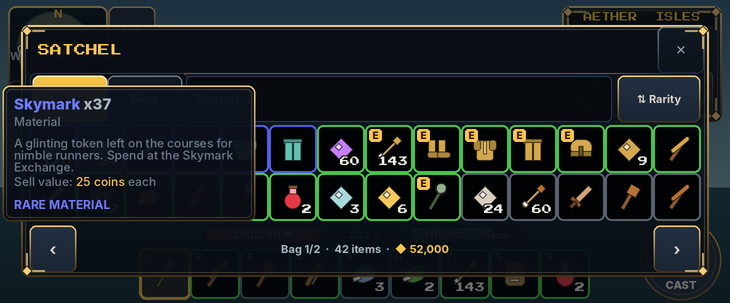 N
AETHER ISLES
W
SATCHEL
×
⇅ Rarity
Skymark x37
Material
A glinting token left on the courses for
nimble runners. Spend at the Skymark
Exchange.
Sell value: 25 coins each
RARE MATERIAL
60
E
143
E
E
E
E
9
2
3
6
E
24
60
‹
Bag 1/2 · 42 items · 52,000
›
3
2
143
2
CAST